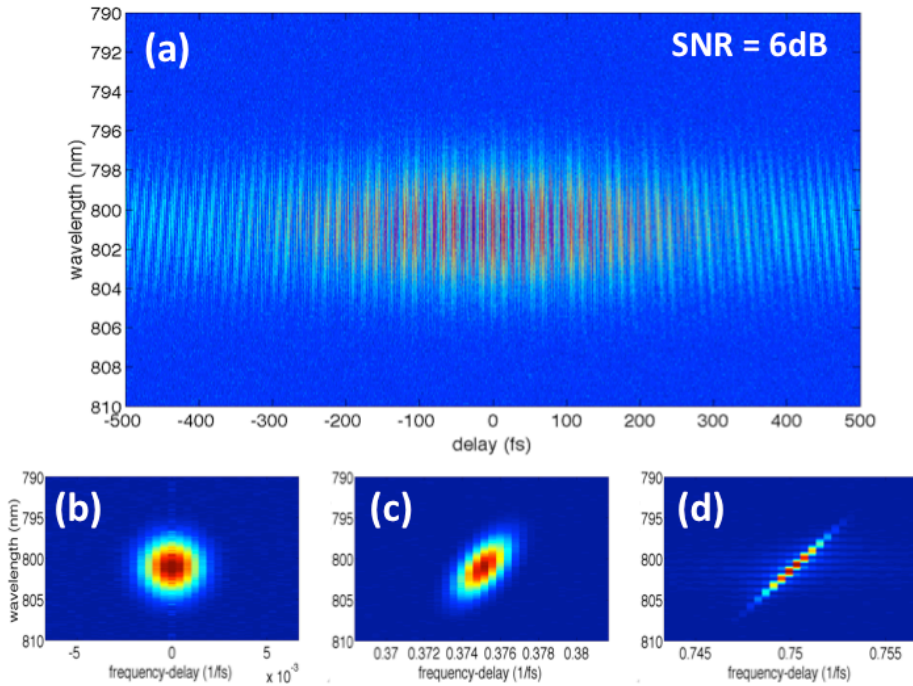 (a)
SNR = 6dB
wavelength (nm)
790
792
794
796
798
800
802
804
806
808
810
-500 -400 -300 -200 -100 0 100 200 300 400 500
delay (fs)
(b)
wavelength (nm)
790
795
800
805
810
-5 0 5
frequency-delay (1/fs)
x 10⁻³
(c)
790
795
800
805
810
0.37 0.372 0.374 0.376 0.378 0.38
frequency-delay (1/fs)
(d)
790
795
800
805
810
0.745 0.75 0.755
frequency-delay (1/fs)